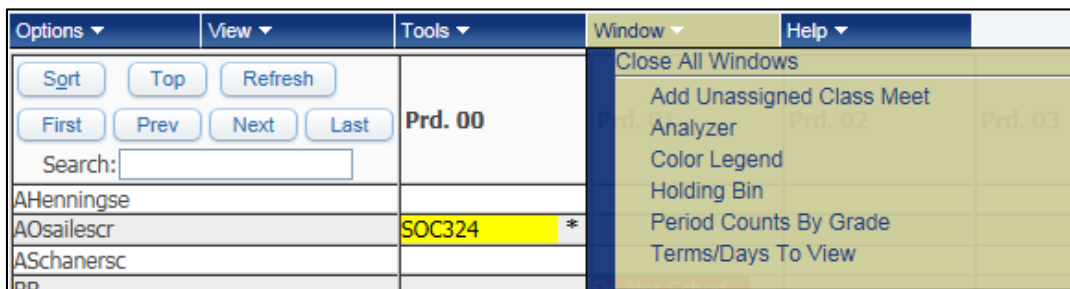 Options View Tools Window Help
Sort Top Refresh
First Prev Next Last
Search:
Prd. 00
Close All Windows
Add Unassigned Class Meet
Analyzer
Color Legend
Holding Bin
Period Counts By Grade
Terms/Days To View
Prd. 02 Prd. 03
AHenningse
AOsailescr SOC324 *
ASchanersc